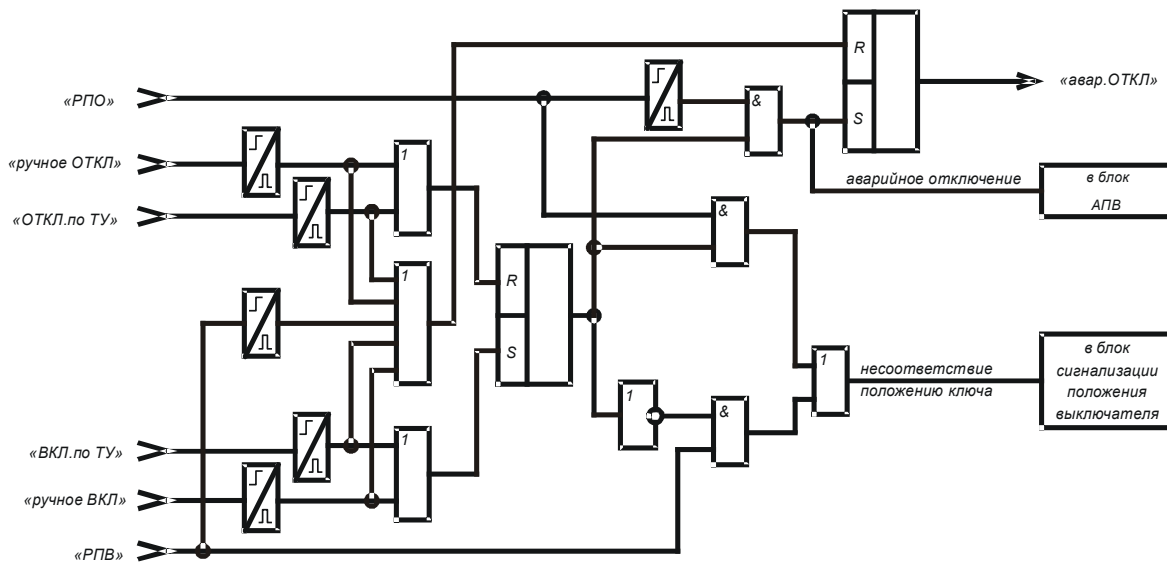 R
S
«авар.ОТКЛ»
«РПО»
&
«ручное ОТКЛ»
1
аварийное отключение
в блок
АПВ
«ОТКЛ.по ТУ»
&
1
R
S
1
несоответствие
положению ключа
в блок
сигнализации
положения
выключателя
1
&
«ВКЛ.по ТУ»
1
«ручное ВКЛ»
«РПВ»